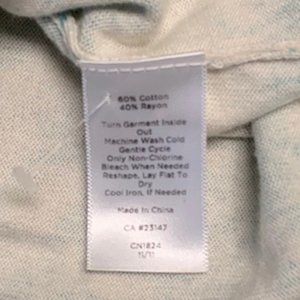 60% Cotton
40% Rayon
Turn Garment Inside
Out
Machine Wash Cold
Gentle Cycle
Only Non-Chlorine
Bleach When Needed
Reshape, Lay Flat To
Dry
Cool Iron, If Needed
Made In China
CA #23147
CN1824
11/11